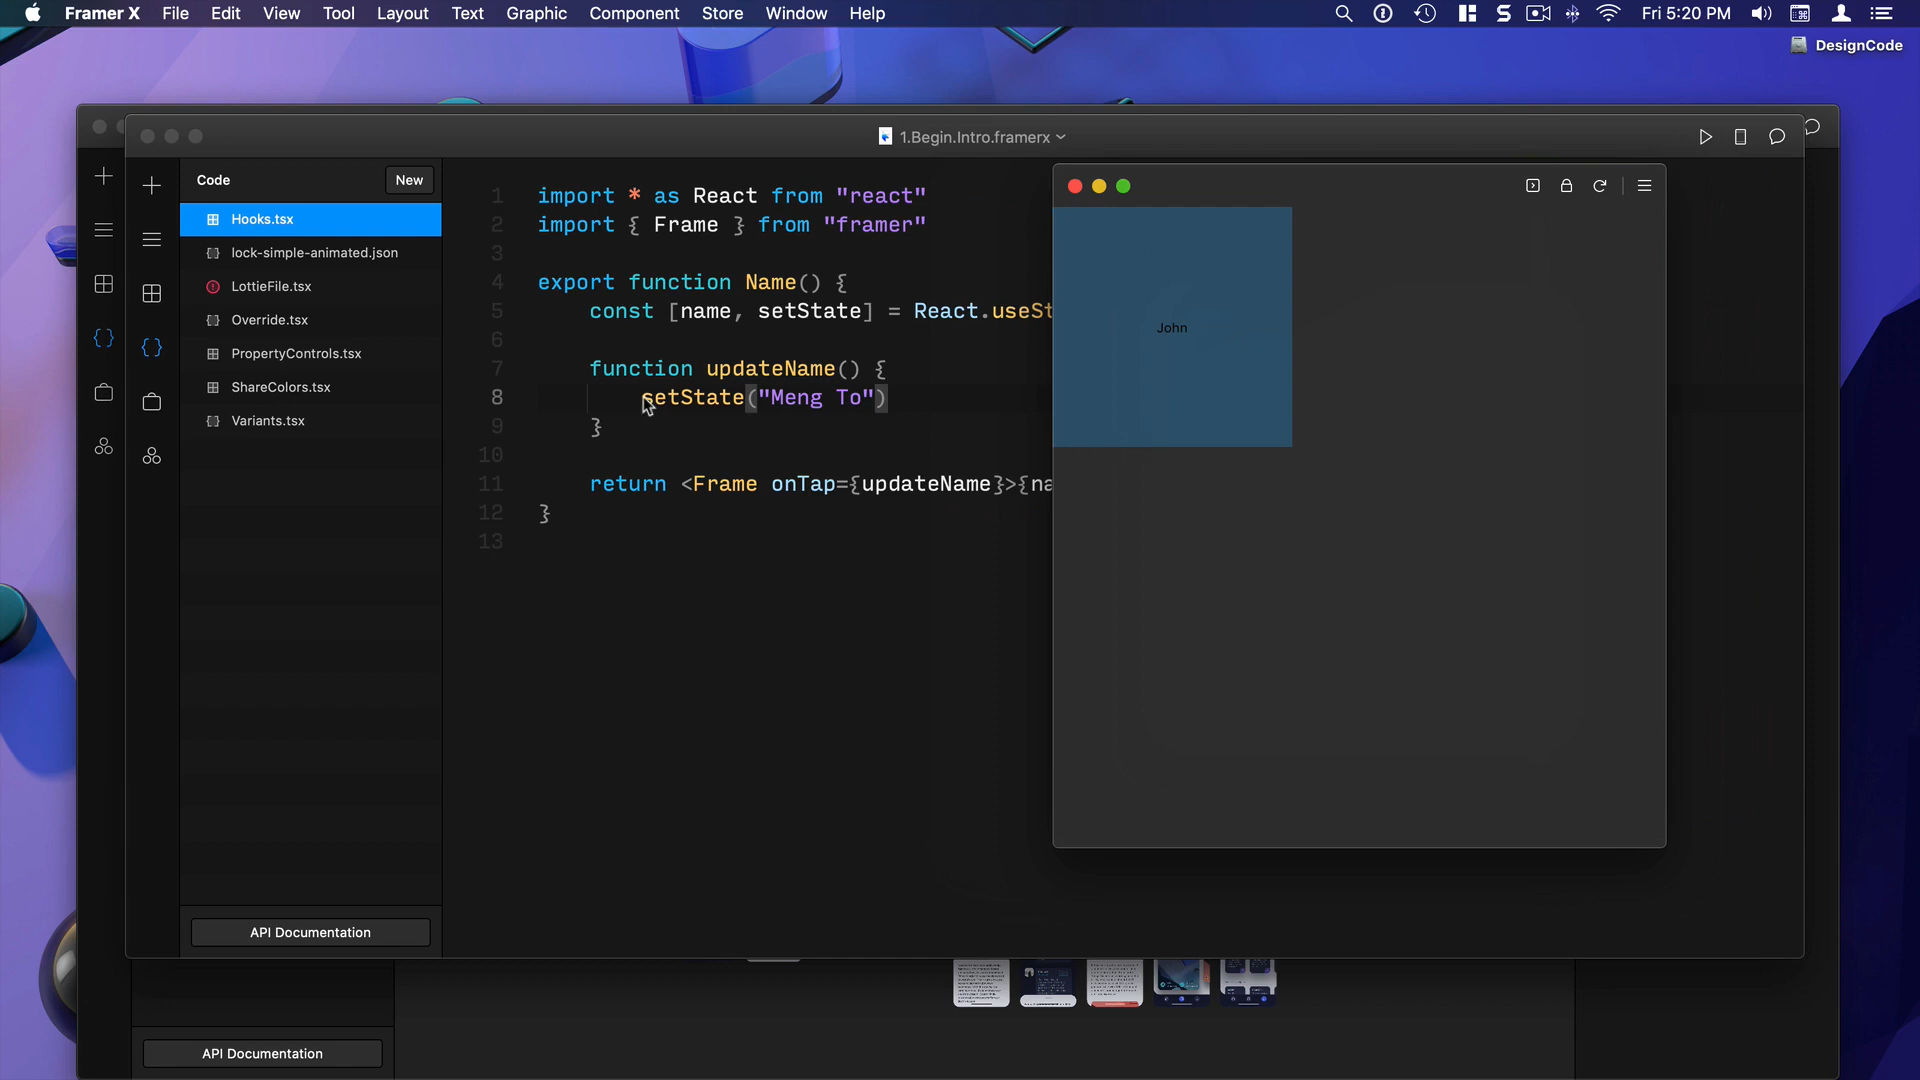 Framer X File Edit View Tool Layout Text Graphic Component Store Window Help Fri 5:20 PM
DesignCode
1.Begin.Intro.framerx
Code New
Hooks.tsx
lock-simple-animated.json
LottieFile.tsx
Override.tsx
PropertyControls.tsx
ShareColors.tsx
Variants.tsx
API Documentation
1 import * as React from "react"
2 import { Frame } from "framer"
3
4 export function Name() {
5 const [name, setState] = React.useSt
6
7 function updateName() {
8 setState("Meng To")
9 }
10
11 return <Frame onTap={updateName}>{na
12 }
13
John
API Documentation